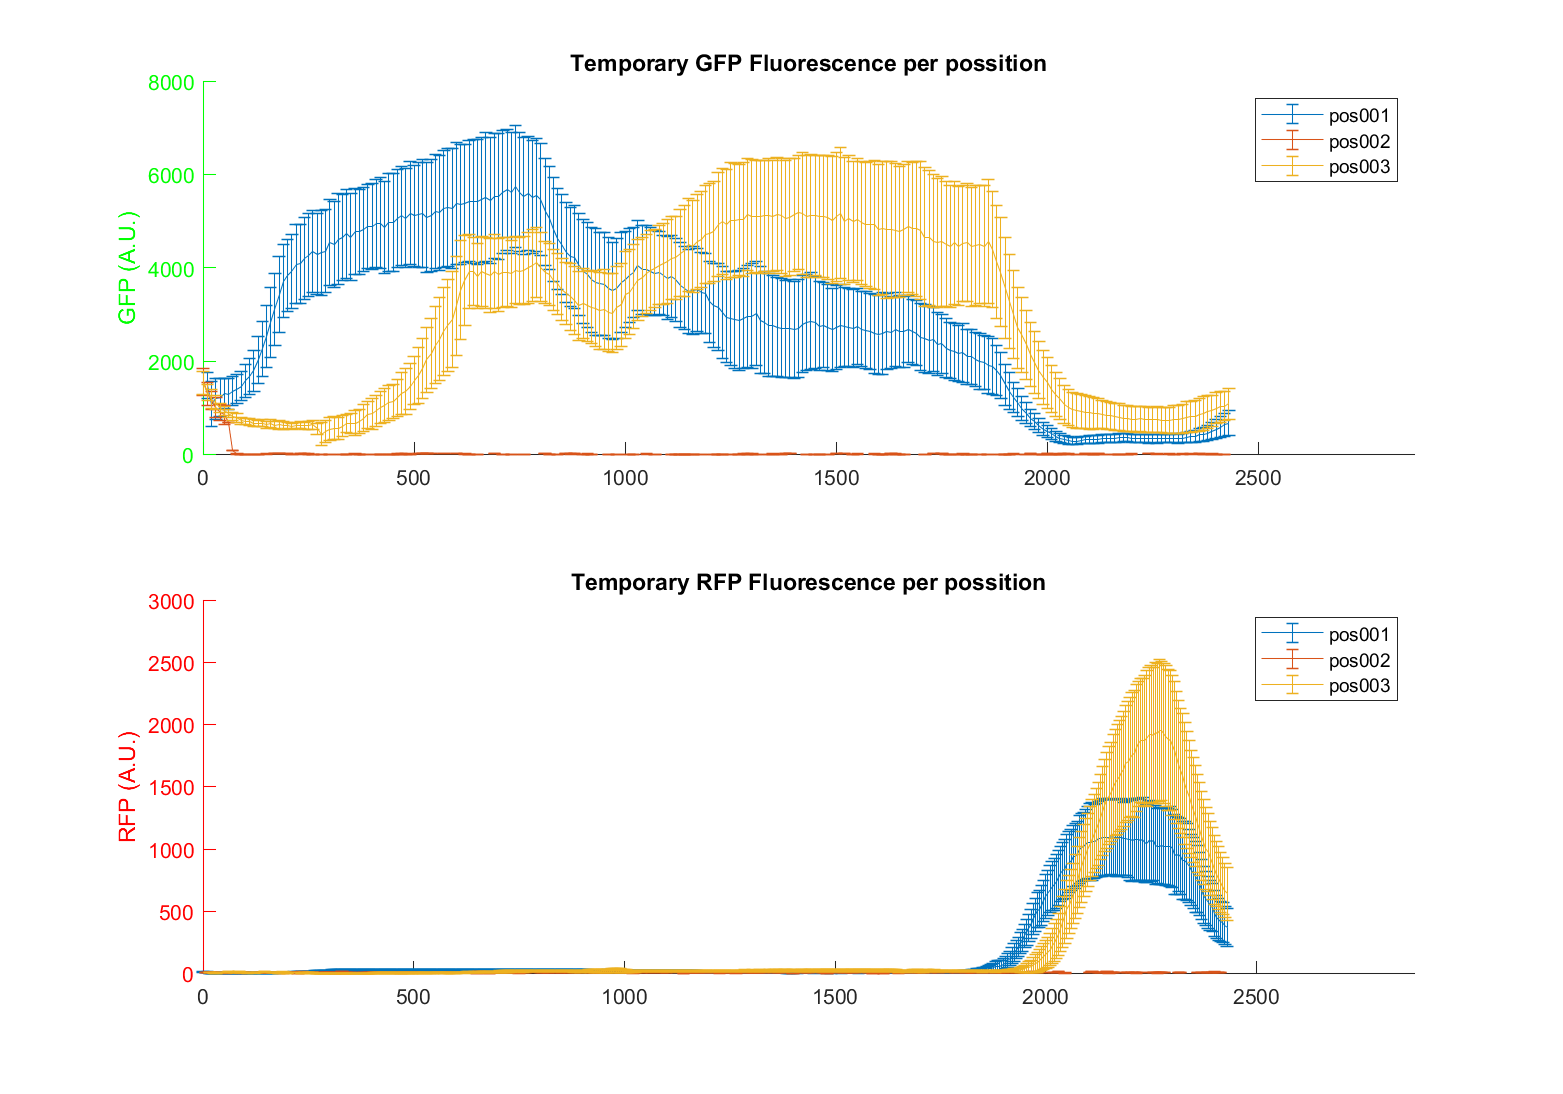 Temporary GFP Fluorescence per possition
8000
6000
4000
2000
0
GFP (A.U.)
0 500 1000 1500 2000 2500
pos001
pos002
pos003
Temporary RFP Fluorescence per possition
3000
2500
2000
1500
1000
500
0
RFP (A.U.)
0 500 1000 1500 2000 2500
pos001
pos002
pos003